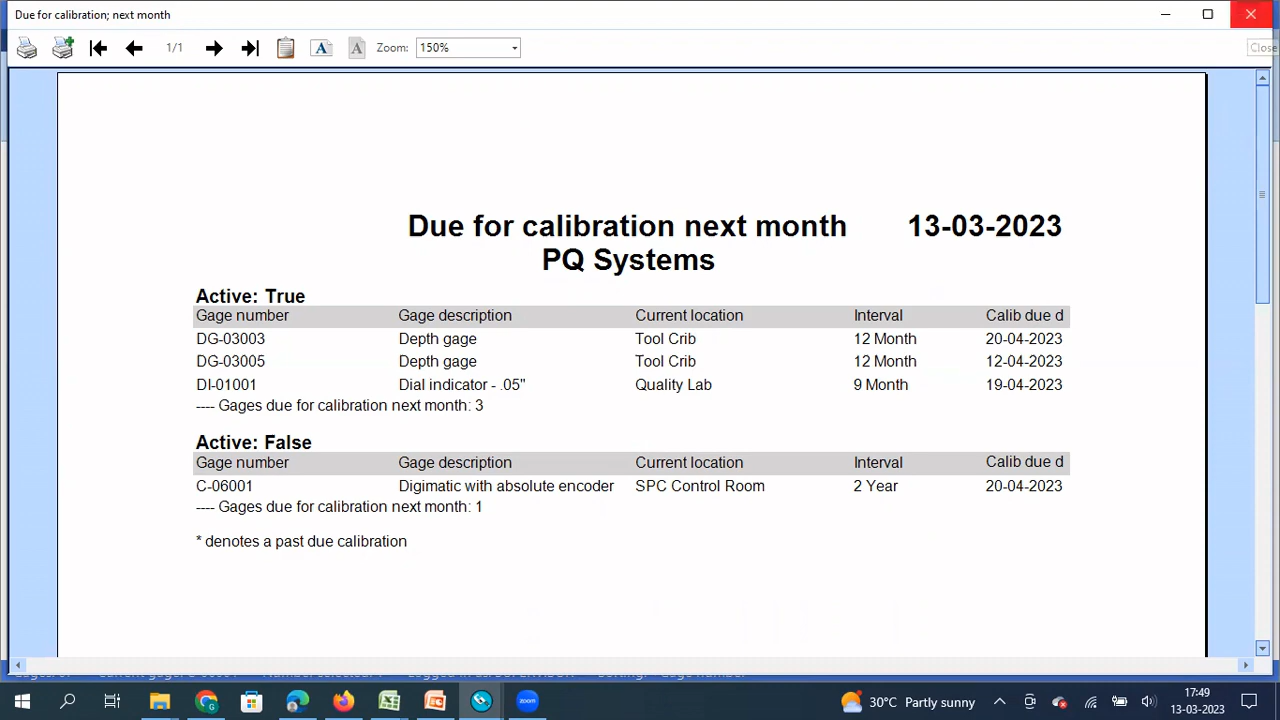 Due for calibration; next month
1/1 A A Zoom: 150% Close
Due for calibration next month 13-03-2023
PQ Systems
Active: True
Gage number Gage description Current location Interval Calib due d
DG-03003 Depth gage Tool Crib 12 Month 20-04-2023
DG-03005 Depth gage Tool Crib 12 Month 12-04-2023
DI-01001 Dial indicator - .05" Quality Lab 9 Month 19-04-2023
---- Gages due for calibration next month: 3
Active: False
Gage number Gage description Current location Interval Calib due d
C-06001 Digimatic with absolute encoder SPC Control Room 2 Year 20-04-2023
---- Gages due for calibration next month: 1
* denotes a past due calibration
30°C Partly sunny 17:49
13-03-2023